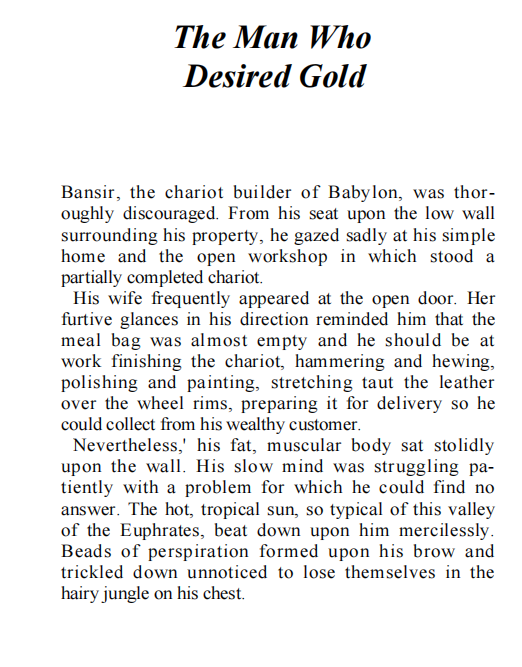 The Man Who
Desired Gold
Bansir, the chariot builder of Babylon, was thor-
oughly discouraged. From his seat upon the low wall
surrounding his property, he gazed sadly at his simple
home and the open workshop in which stood a
partially completed chariot.
His wife frequently appeared at the open door. Her
furtive glances in his direction reminded him that the
meal bag was almost empty and he should be at
work finishing the chariot, hammering and hewing,
polishing and painting, stretching taut the leather
over the wheel rims, preparing it for delivery so he
could collect from his wealthy customer.
Nevertheless,' his fat, muscular body sat stolidly
upon the wall. His slow mind was struggling pa-
tiently with a problem for which he could find no
answer. The hot, tropical sun, so typical of this valley
of the Euphrates, beat down upon him mercilessly.
Beads of perspiration formed upon his brow and
trickled down unnoticed to lose themselves in the
hairy jungle on his chest.